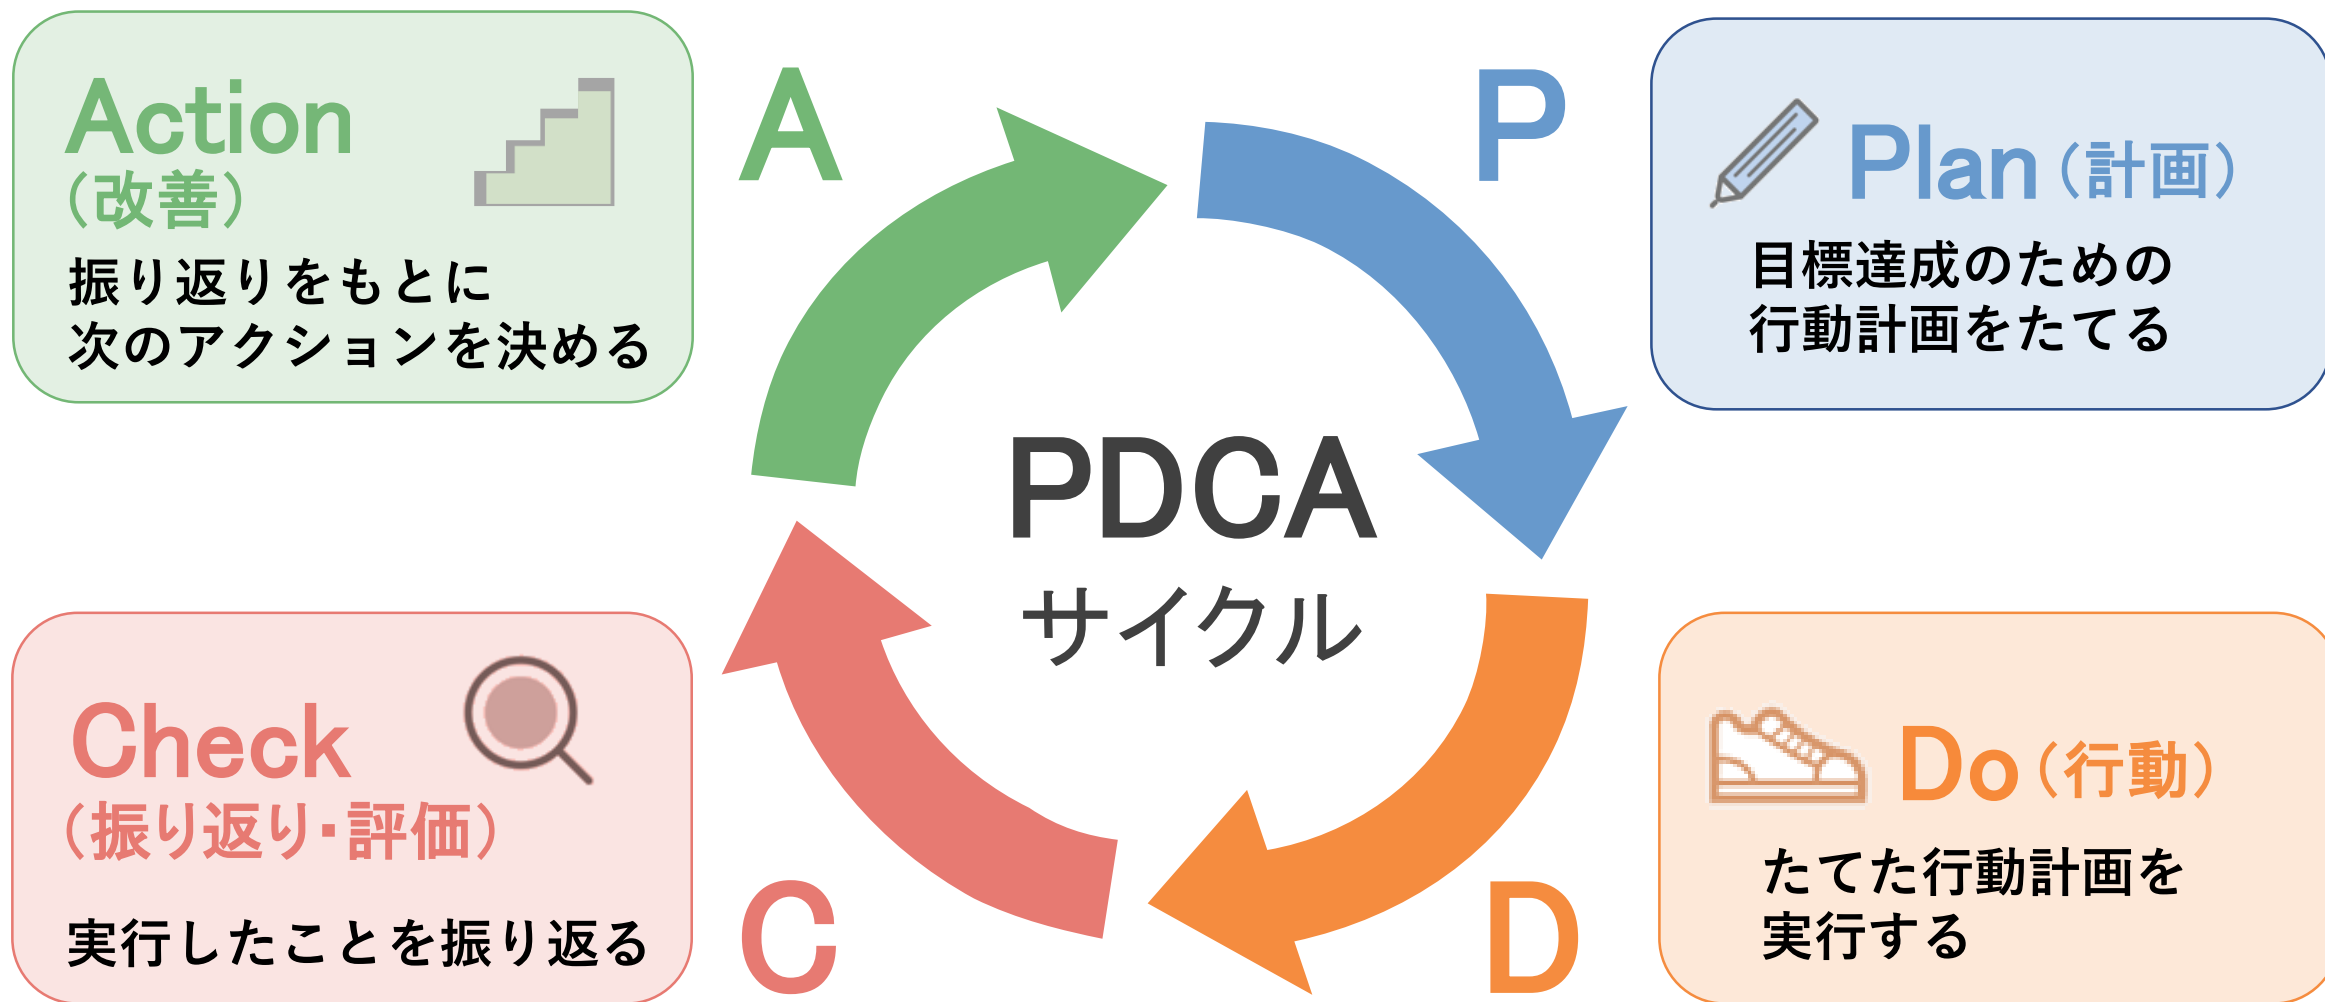 Action
（改善）
振り返りをもとに
次のアクションを決める
A
P
Plan（計画）
目標達成のための
行動計画をたてる
PDCA
サイクル
Check
（振り返り・評価）
実行したことを振り返る
C
D
Do（行動）
たてた行動計画を
実行する